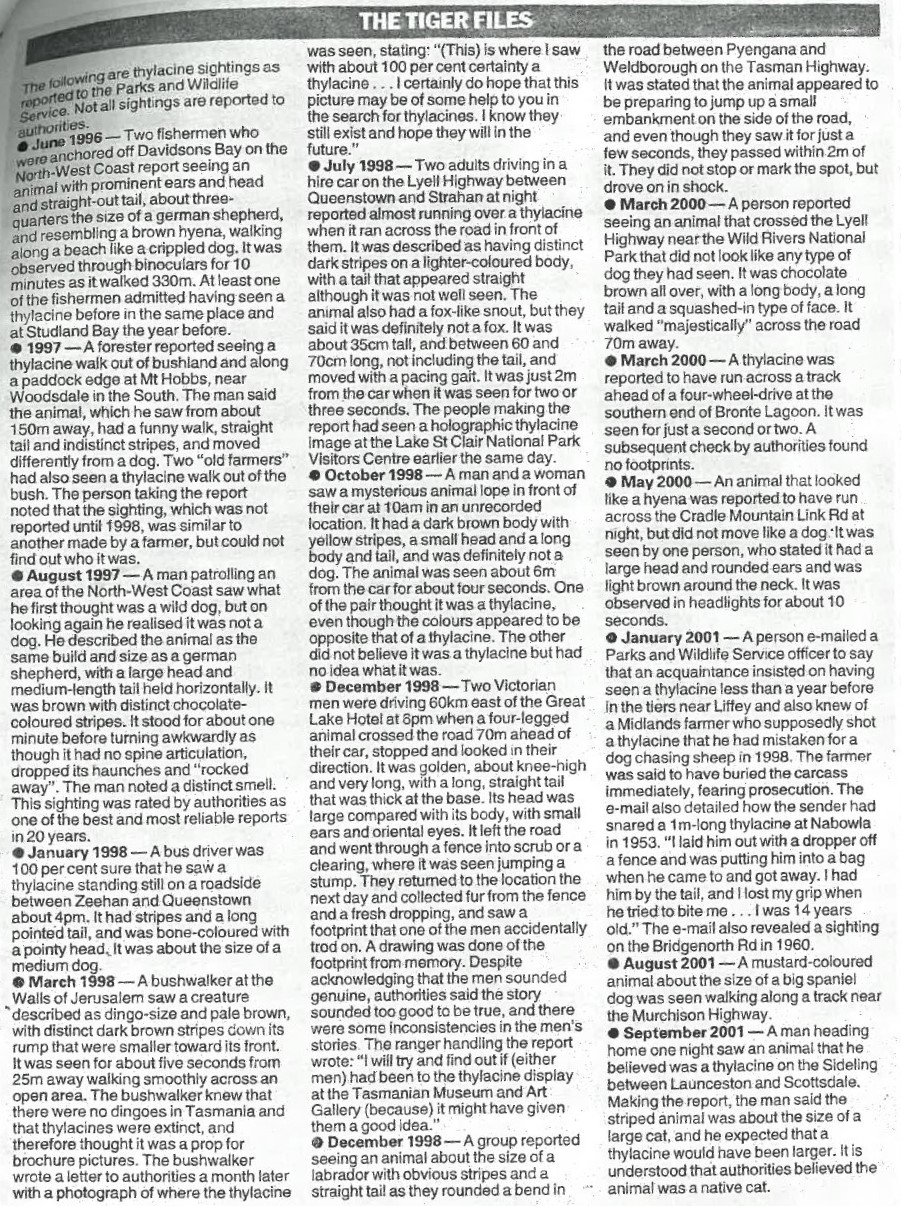 THE TIGER FILES
The following are thylacine sightings as
reported to the Parks and Wildlife
Service. Not all sightings are reported to
authorities.
● June 1996 — Two fishermen who
were anchored off Davidsons Bay on the
North-West Coast report seeing an
animal with prominent ears and head
and straight-out tail, about three-
quarters the size of a german shepherd,
and resembling a brown hyena, walking
along a beach like a crippled dog. It was
observed through binoculars for 10
minutes as it walked 330m. At least one
of the fishermen admitted having seen a
thylacine before in the same place and
at Studland Bay the year before.
● 1997 — A forester reported seeing a
thylacine walk out of bushland and along
a paddock edge at Mt Hobbs, near
Woodsdale in the South. The man said
the animal, which he saw from about
150m away, had a funny walk, straight
tail and indistinct stripes, and moved
differently from a dog. Two "old farmers"
had also seen a thylacine walk out of the
bush. The person taking the report
noted that the sighting, which was not
reported until 1998, was similar to
another made by a farmer, but could not
find out who it was.
● August 1997 — A man patrolling an
area of the North-West Coast saw what
he first thought was a wild dog, but on
looking again he realised it was not a
dog. He described the animal as the
same build and size as a german
shepherd, with a large head and
medium-length tail held horizontally. It
was brown with distinct chocolate-
coloured stripes. It stood for about one
minute before turning awkwardly as
though it had no spine articulation,
dropped its haunches and "rocked
away". The man noted a distinct smell.
This sighting was rated by authorities as
one of the best and most reliable reports
in 20 years.
● January 1998 — A bus driver was
100 per cent sure that he saw a
thylacine standing still on a roadside
between Zeehan and Queenstown
about 4pm. It had stripes and a long
pointed tail, and was bone-coloured with
a pointy head. It was about the size of a
medium dog.
● March 1998 — A bushwalker at the
Walls of Jerusalem saw a creature
described as dingo-size and pale brown,
with distinct dark brown stripes down its
rump that were smaller toward its front.
It was seen for about five seconds from
25m away walking smoothly across an
open area. The bushwalker knew that
there were no dingoes in Tasmania and
that thylacines were extinct, and
therefore thought it was a prop for
brochure pictures. The bushwalker
wrote a letter to authorities a month later
with a photograph of where the thylacine
was seen, stating: "(This) is where I saw
with about 100 per cent certainty a
thylacine . . . I certainly do hope that this
picture may be of some help to you in
the search for thylacines. I know they
still exist and hope they will in the
future."
● July 1998 — Two adults driving in a
hire car on the Lyell Highway between
Queenstown and Strahan at night
reported almost running over a thylacine
when it ran across the road in front of
them. It was described as having distinct
dark stripes on a lighter-coloured body,
with a tail that appeared straight
although it was not well seen. The
animal also had a fox-like snout, but they
said it was definitely not a fox. It was
about 35cm tall, and between 60 and
70cm long, not including the tail, and
moved with a pacing gait. It was just 2m
from the car when it was seen for two or
three seconds. The people making the
report had seen a holographic thylacine
image at the Lake St Clair National Park
Visitors Centre earlier the same day.
● October 1998 — A man and a woman
saw a mysterious animal lope in front of
their car at 10am in an unrecorded
location. It had a dark brown body with
yellow stripes, a small head and a long
body and tail, and was definitely not a
dog. The animal was seen about 6m
from the car for about four seconds. One
of the pair thought it was a thylacine,
even though the colours appeared to be
opposite that of a thylacine. The other
did not believe it was a thylacine but had
no idea what it was.
● December 1998 — Two Victorian
men were driving 60km east of the Great
Lake Hotel at 6pm when a four-legged
animal crossed the road 70m ahead of
their car, stopped and looked in their
direction. It was golden, about knee-high
and very long, with a long, straight tail
that was thick at the base. Its head was
large compared with its body, with small
ears and oriental eyes. It left the road
and went through a fence into scrub or a
clearing, where it was seen jumping a
stump. They returned to the location the
next day and collected fur from the fence
and a fresh dropping, and saw a
footprint that one of the men accidentally
trod on. A drawing was done of the
footprint from memory. Despite
acknowledging that the men sounded
genuine, authorities said the story
sounded too good to be true, and there
were some inconsistencies in the men's
stories. The ranger handling the report
wrote: "I will try and find out if (either
men) had been to the thylacine display
at the Tasmanian Museum and Art
Gallery (because) it might have given
them a good idea."
● December 1998 — A group reported
seeing an animal about the size of a
labrador with obvious stripes and a
straight tail as they rounded a bend in
the road between Pyengana and
Weldborough on the Tasman Highway.
It was stated that the animal appeared to
be preparing to jump up a small
embankment on the side of the road,
and even though they saw it for just a
few seconds, they passed within 2m of
it. They did not stop or mark the spot, but
drove on in shock.
● March 2000 — A person reported
seeing an animal that crossed the Lyell
Highway near the Wild Rivers National
Park that did not look like any type of
dog they had seen. It was chocolate
brown all over, with a long body, a long
tail and a squashed-in type of face. It
walked "majestically" across the road
70m away.
● March 2000 — A thylacine was
reported to have run across a track
ahead of a four-wheel-drive at the
southern end of Bronte Lagoon. It was
seen for just a second or two. A
subsequent check by authorities found
no footprints.
● May 2000 — An animal that looked
like a hyena was reported to have run
across the Cradle Mountain Link Rd at
night, but did not move like a dog. It was
seen by one person, who stated it had a
large head and rounded ears and was
light brown around the neck. It was
observed in headlights for about 10
seconds.
● January 2001 — A person e-mailed a
Parks and Wildlife Service officer to say
that an acquaintance insisted on having
seen a thylacine less than a year before
in the tiers near Liffey and also knew of
a Midlands farmer who supposedly shot
a thylacine that he had mistaken for a
dog chasing sheep in 1998. The farmer
was said to have buried the carcass
immediately, fearing prosecution. The
e-mail also detailed how the sender had
snared a 1m-long thylacine at Nabowla
in 1953. "I laid him out with a dropper off
a fence and was putting him into a bag
when he came to and got away. I had
him by the tail, and I lost my grip when
he tried to bite me . . . I was 14 years
old." The e-mail also revealed a sighting
on the Bridgenorth Rd in 1960.
● August 2001 — A mustard-coloured
animal about the size of a big spaniel
dog was seen walking along a track near
the Murchison Highway.
● September 2001 — A man heading
home one night saw an animal that he
believed was a thylacine on the Sideling
between Launceston and Scottsdale.
Making the report, the man said the
striped animal was about the size of a
large cat, and he expected that a
thylacine would have been larger. It is
understood that authorities believed the
animal was a native cat.